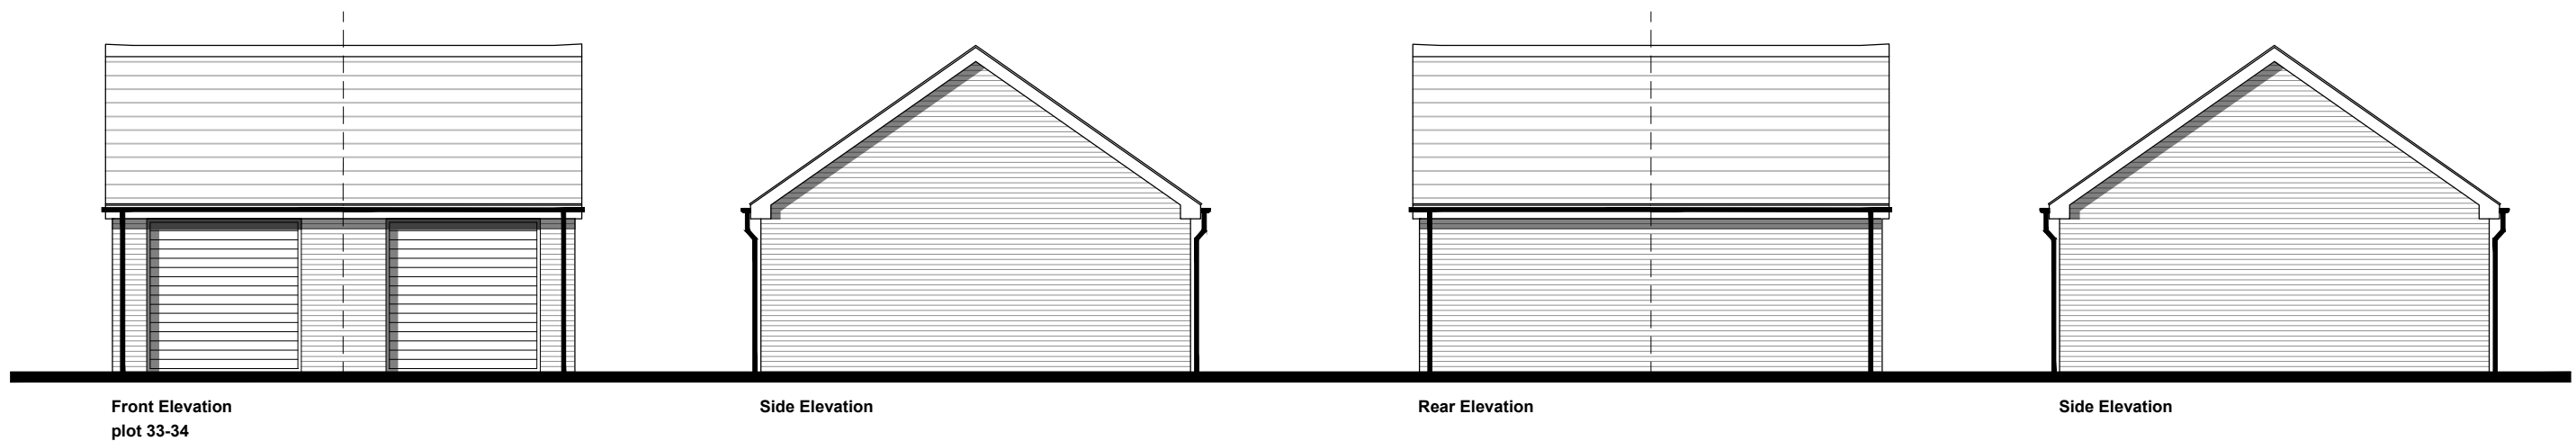 Front Elevation
plot 33-34
Side Elevation
Rear Elevation
Side Elevation